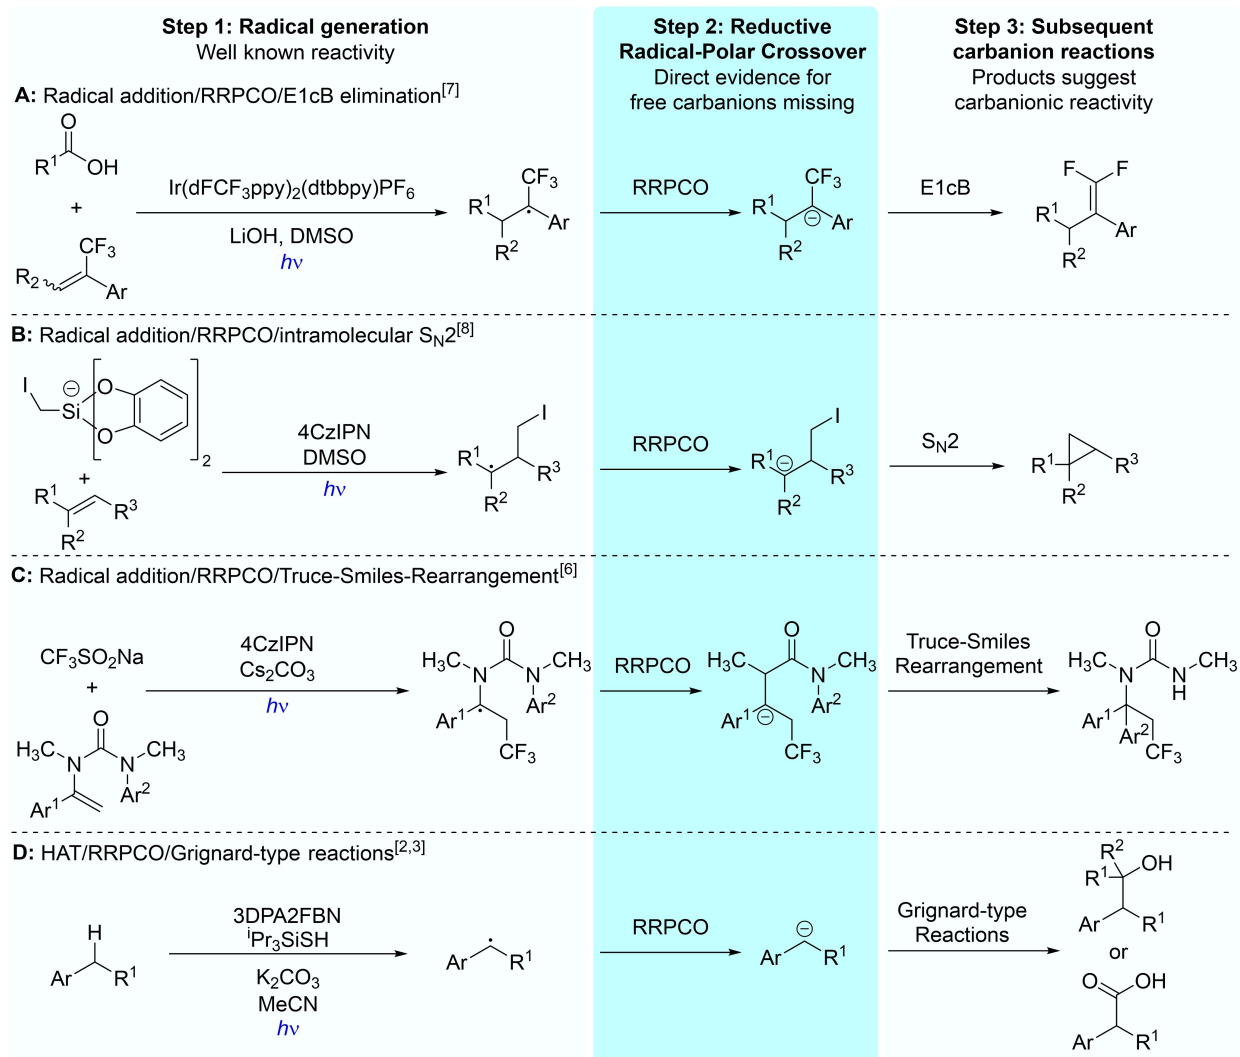 Step 1: Radical generation
Well known reactivity
Step 2: Reductive
Radical-Polar Crossover
Direct evidence for
free carbanions missing
Step 3: Subsequent
carbanion reactions
Products suggest
carbanionic reactivity
A: Radical addition/RRPCO/E1cB elimination[7]
O
R1
OH
+
CF3
R2
Ar
Ir(dFCF3ppy)2(dtbbpy)PF6
LiOH, DMSO
hν
CF3
R1
Ar
R2
RRPCO
CF3
R1
−
Ar
R2
E1cB
F F
R1
Ar
R2
B: Radical addition/RRPCO/intramolecular SN2[8]
I
−
Si
O
O
2
+
R1
R3
R2
4CzIPN
DMSO
hν
I
R1
R3
R2
RRPCO
I
R1
−
R3
R2
SN2
R1
R3
R2
C: Radical addition/RRPCO/Truce-Smiles-Rearrangement[6]
CF3SO2Na
+
O
H3C
CH3
N
N
Ar1
Ar2
4CzIPN
Cs2CO3
hν
O
H3C
CH3
N
N
Ar1
Ar2
CF3
RRPCO
O
H3C
CH3
N
Ar1
−
Ar2
CF3
Truce-Smiles
Rearrangement
O
H3C
CH3
N
N
H
Ar1
Ar2
CF3
D: HAT/RRPCO/Grignard-type reactions[2,3]
H
Ar
R1
3DPA2FBN
iPr3SiSH
K2CO3
MeCN
hν
Ar
R1
RRPCO
−
Ar
R1
Grignard-type
Reactions
R2
OH
R1
Ar
R1
or
O
OH
Ar
R1